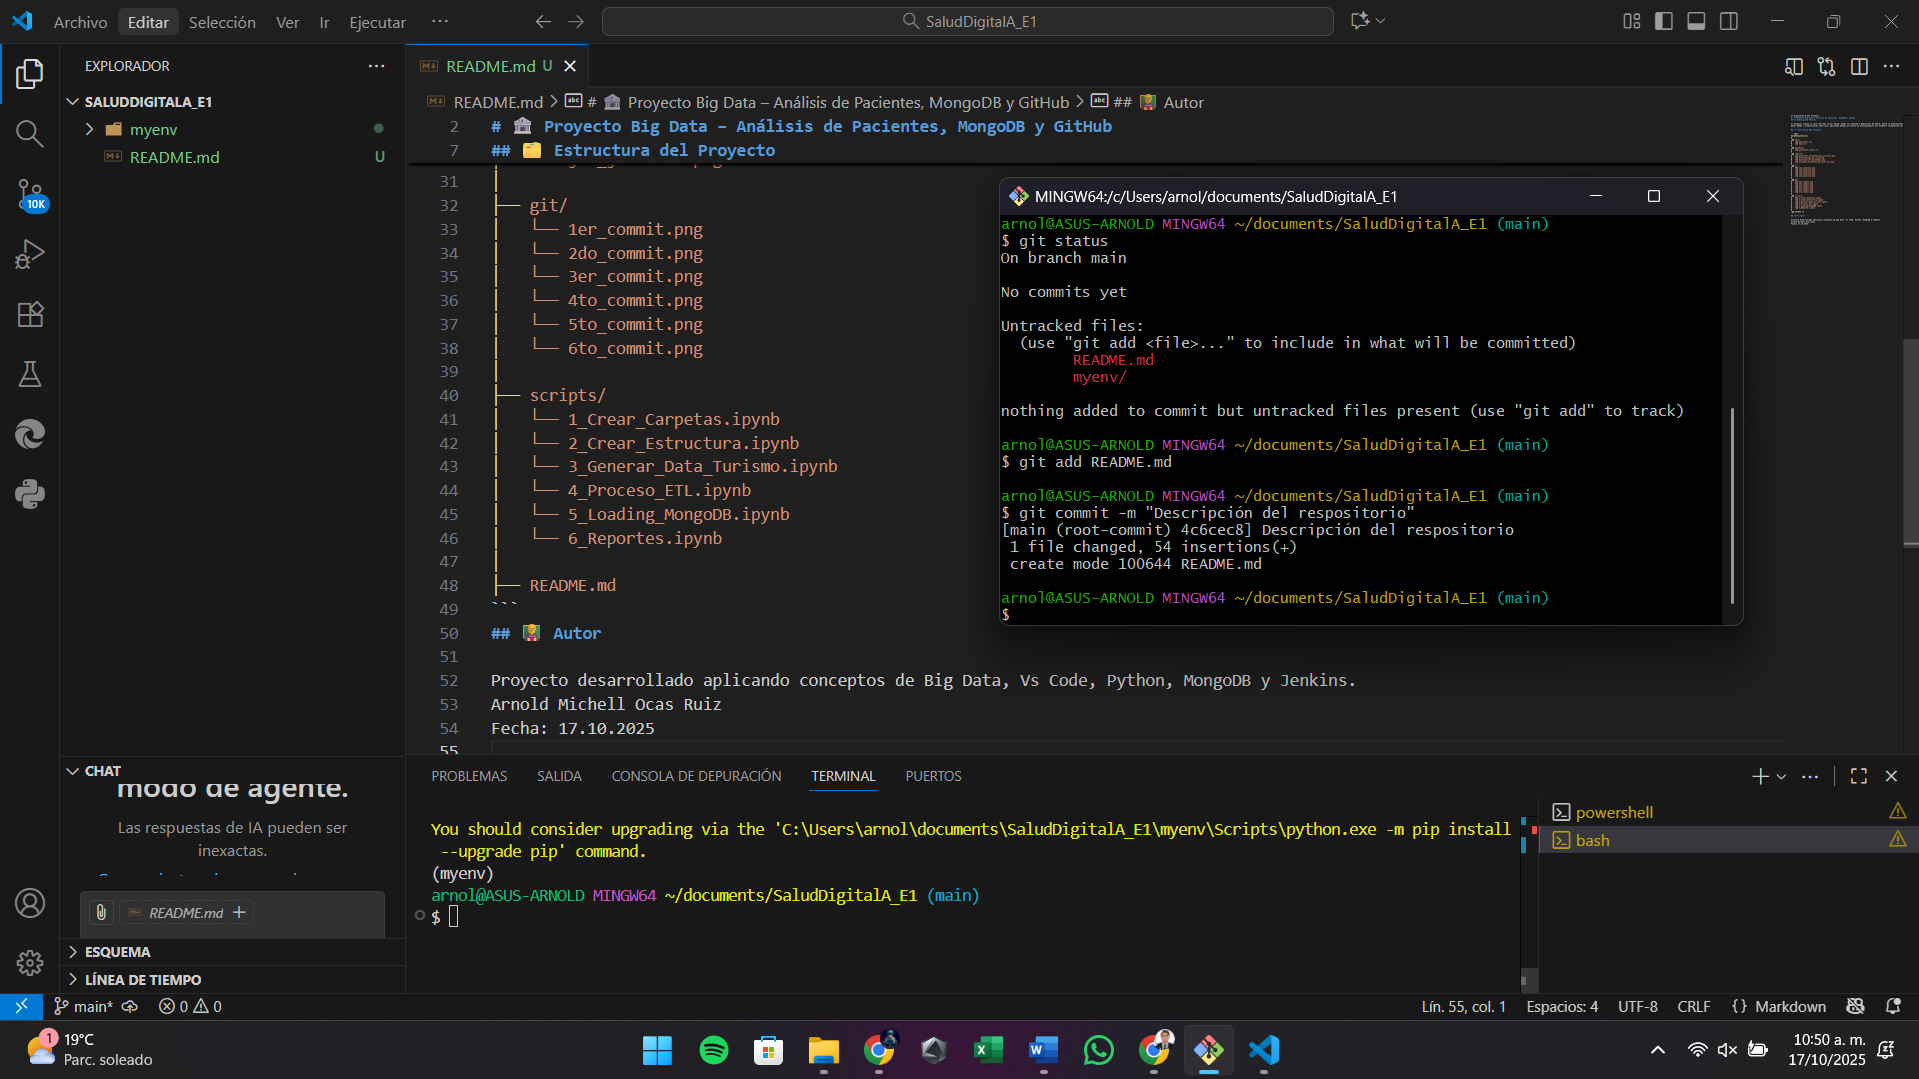 Archivo Editar Selección Ver Ir Ejecutar ···
SaludDigitalA_E1
EXPLORADOR
SALUDDIGITALA_E1
myenv
README.md U
10K
README.md U
README.md > # 🏛 Proyecto Big Data – Análisis de Pacientes, MongoDB y GitHub > ## Autor
2 # 🏛 Proyecto Big Data – Análisis de Pacientes, MongoDB y GitHub
7 ## 🗂 Estructura del Proyecto
31 │
32 ├── git/
33 │ └── 1er_commit.png
34 │ └── 2do_commit.png
35 │ └── 3er_commit.png
36 │ └── 4to_commit.png
37 │ └── 5to_commit.png
38 │ └── 6to_commit.png
39 │
40 ├── scripts/
41 │ └── 1_Crear_Carpetas.ipynb
42 │ └── 2_Crear_Estructura.ipynb
43 │ └── 3_Generar_Data_Turismo.ipynb
44 │ └── 4_Proceso_ETL.ipynb
45 │ └── 5_Loading_MongoDB.ipynb
46 │ └── 6_Reportes.ipynb
47 │
48 ├── README.md
49 ```
50 ## Autor
51
52 Proyecto desarrollado aplicando conceptos de Big Data, Vs Code, Python, MongoDB y Jenkins.
53 Arnold Michell Ocas Ruiz
54 Fecha: 17.10.2025
55
MINGW64:/c/Users/arnol/documents/SaludDigitalA_E1
arnol@ASUS-ARNOLD MINGW64 ~/documents/SaludDigitalA_E1 (main)
$ git status
On branch main
No commits yet
Untracked files:
(use "git add <file>..." to include in what will be committed)
README.md
myenv/
nothing added to commit but untracked files present (use "git add" to track)
arnol@ASUS-ARNOLD MINGW64 ~/documents/SaludDigitalA_E1 (main)
$ git add README.md
arnol@ASUS-ARNOLD MINGW64 ~/documents/SaludDigitalA_E1 (main)
$ git commit -m "Descripción del respositorio"
[main (root-commit) 4c6cec8] Descripción del respositorio
1 file changed, 54 insertions(+)
create mode 100644 README.md
arnol@ASUS-ARNOLD MINGW64 ~/documents/SaludDigitalA_E1 (main)
$
CHAT
modo de agente.
Las respuestas de IA pueden ser
inexactas.
README.md +
ESQUEMA
LÍNEA DE TIEMPO
PROBLEMS SALIDA CONSOLA DE DEPURACIÓN TERMINAL PUERTOS
You should consider upgrading via the 'C:\Users\arnol\documents\SaludDigitalA_E1\myenv\Scripts\python.exe -m pip install
--upgrade pip' command.
(myenv)
arnol@ASUS-ARNOLD MINGW64 ~/documents/SaludDigitalA_E1 (main)
$
powershell
bash
main* 0 0 Lín. 55, col. 1 Espacios: 4 UTF-8 CRLF {} Markdown
1
19°C
Parc. soleado
10:50 a. m.
17/10/2025